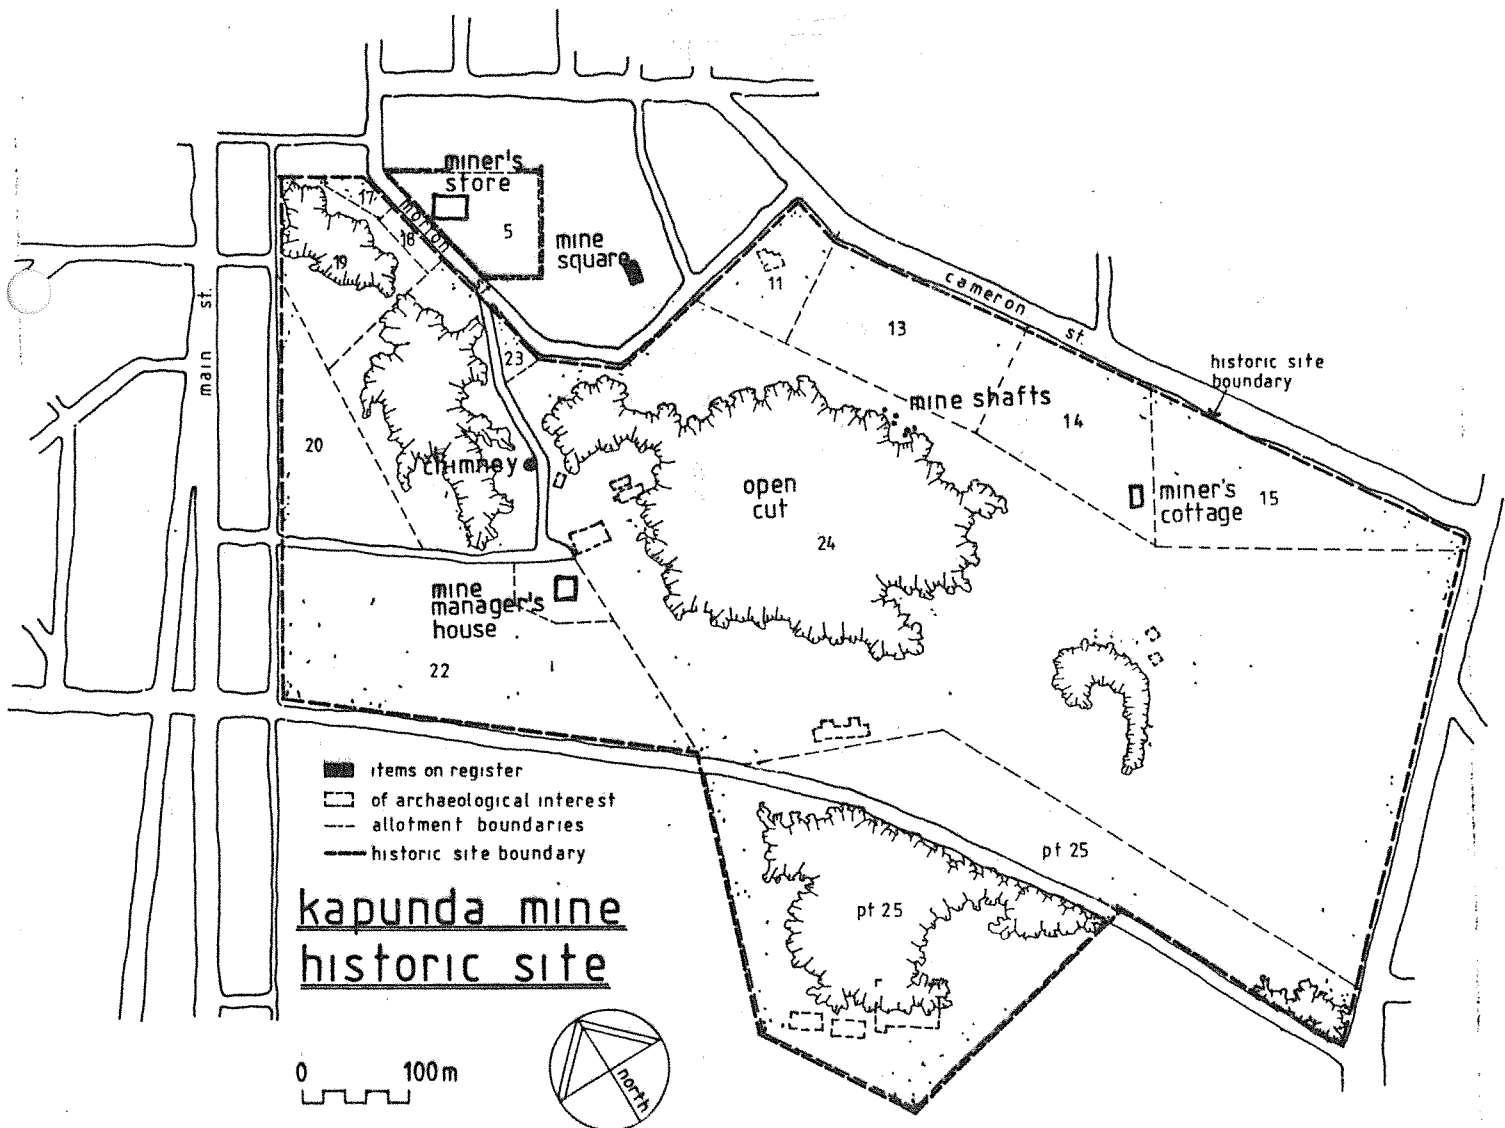 miner's
store
17
morton
18
5
mine
square
19
st
main st.
11
13
cameron st.
23
historic site
boundary
mine shafts
14
20
chimney
open
cut
miner's
cottage
15
24
mine
manager's
house
22
items on register
of archaeological interest
allotment boundaries
historic site boundary
pt 25
pt 25
kapunda mine
historic site
0 100m
north